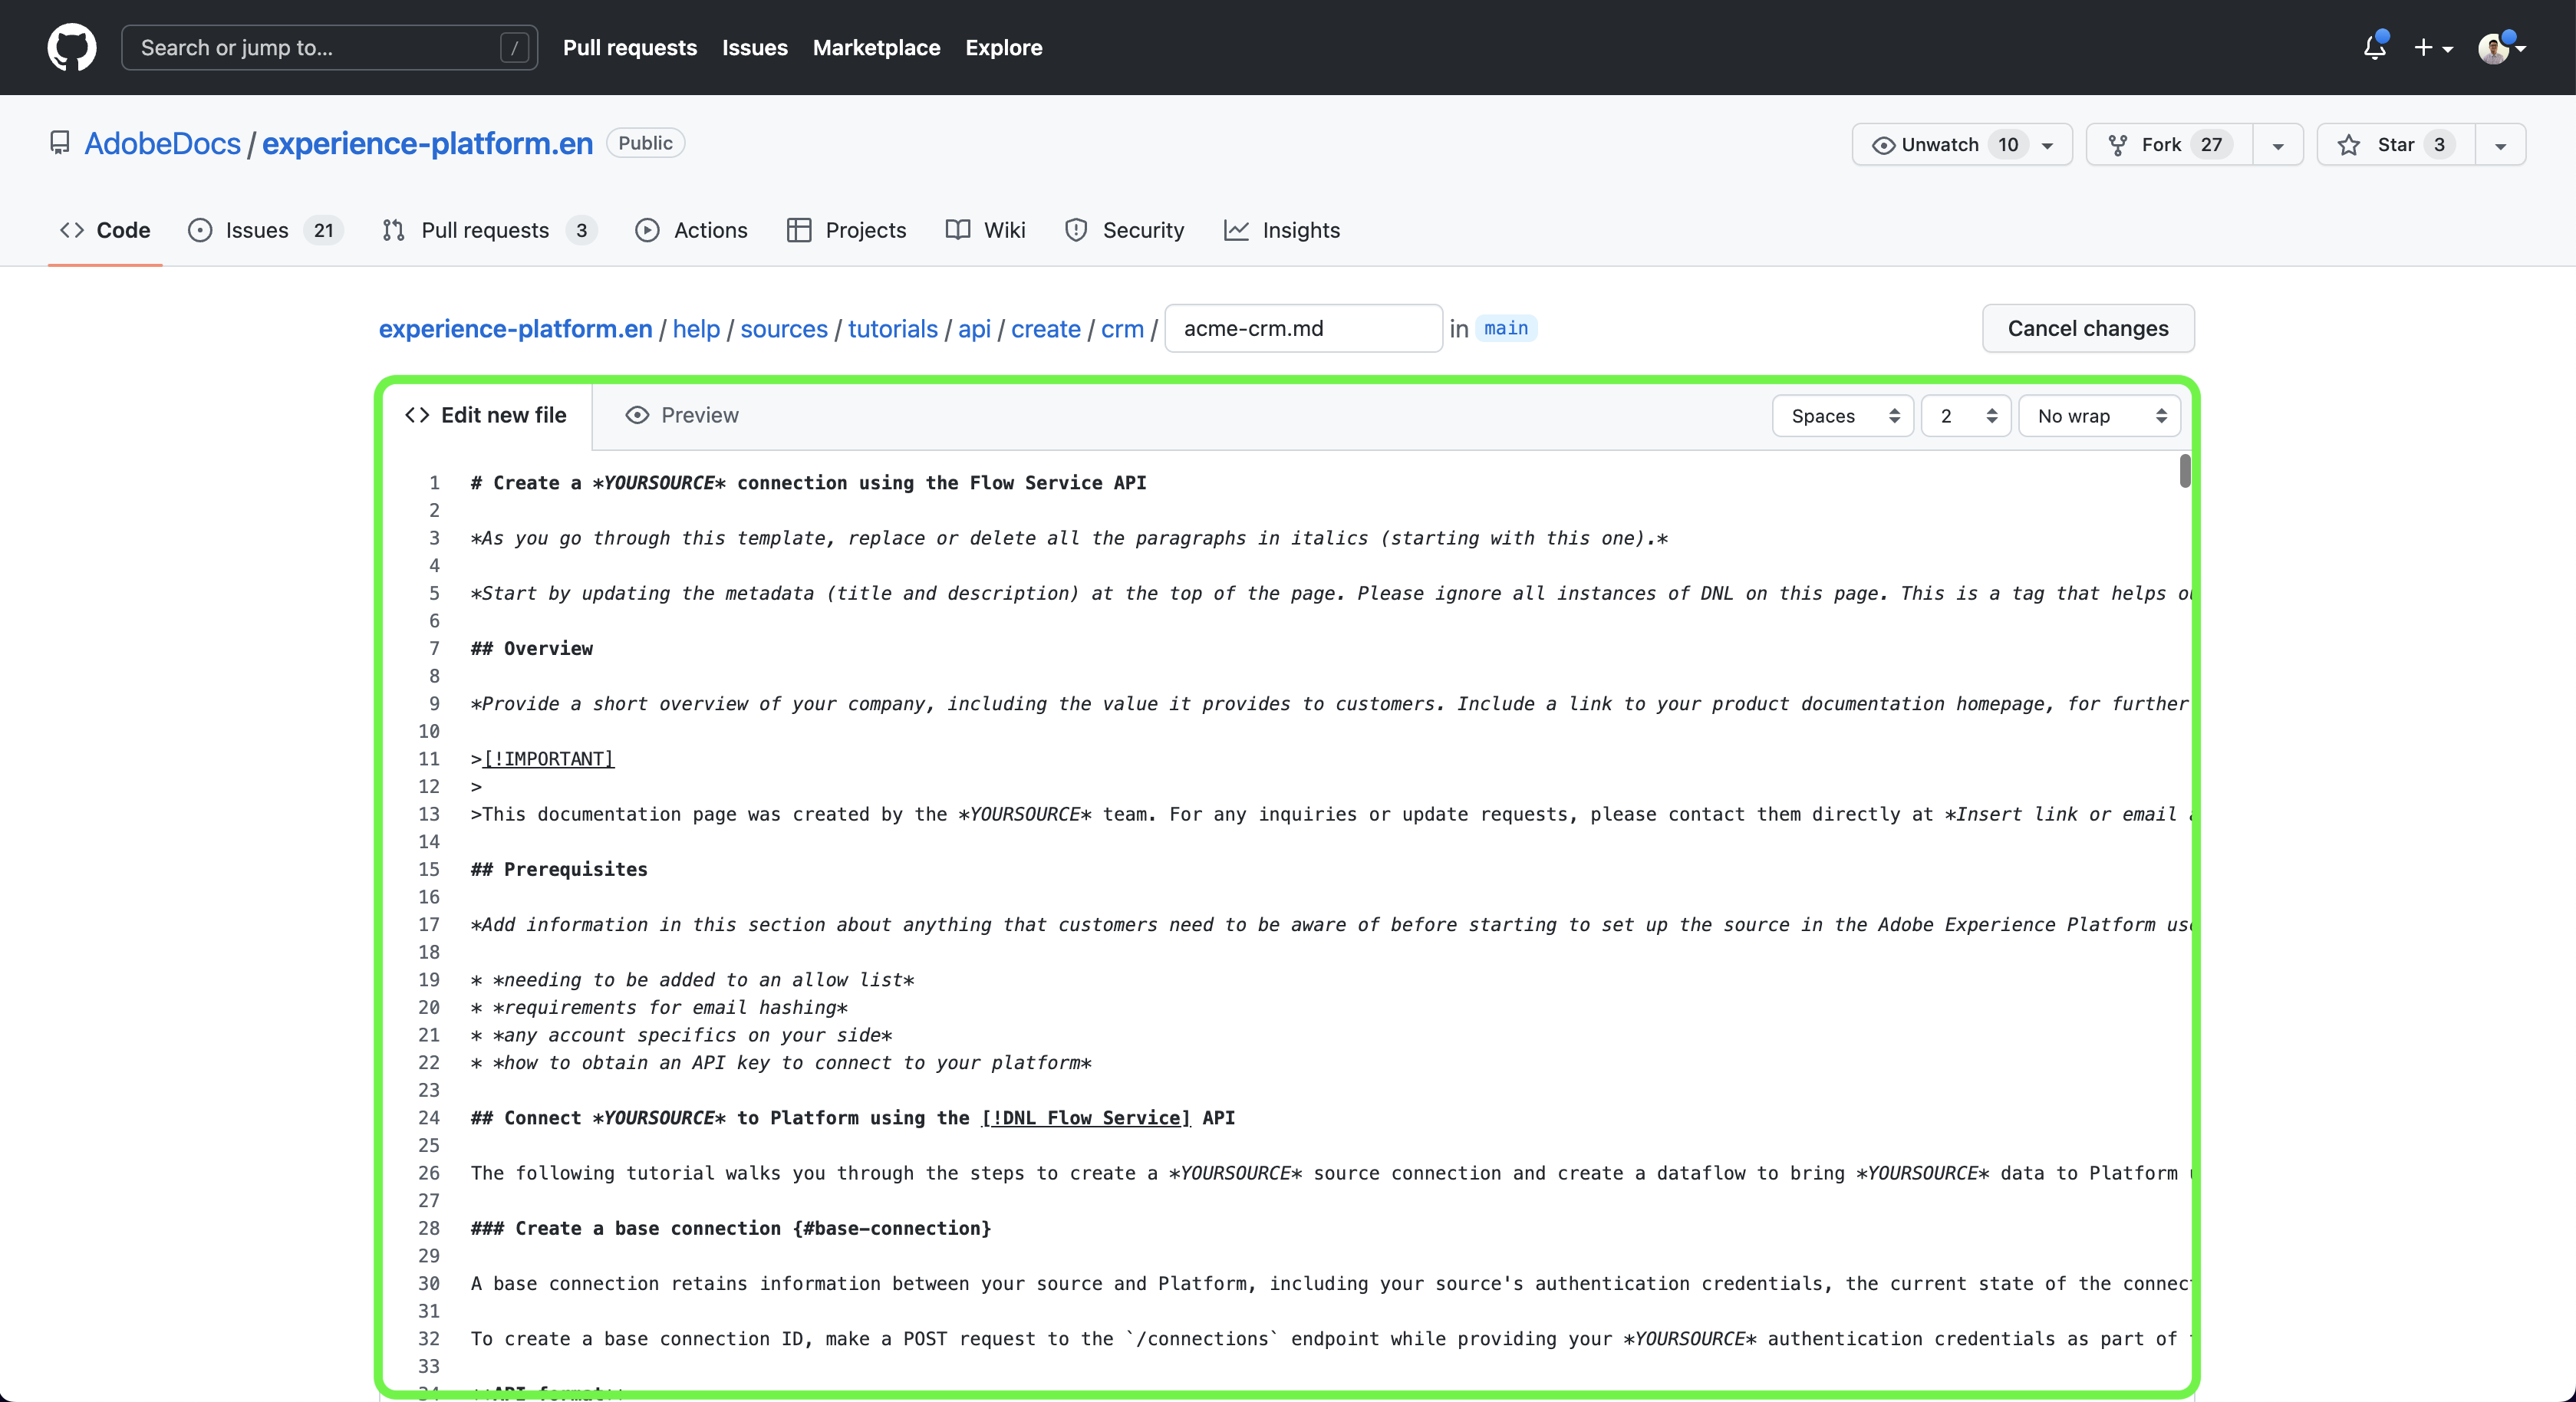 Search or jump to... / Pull requests Issues Marketplace Explore
AdobeDocs / experience-platform.en Public Unwatch 10 Fork 27 Star 3
Code Issues 21 Pull requests 3 Actions Projects Wiki Security Insights
experience-platform.en / help / sources / tutorials / api / create / crm / acme-crm.md in main Cancel changes
<> Edit new file Preview Spaces 2 No wrap
1 # Create a *YOURSOURCE* connection using the Flow Service API
2
3 *As you go through this template, replace or delete all the paragraphs in italics (starting with this one).*
4
5 *Start by updating the metadata (title and description) at the top of the page. Please ignore all instances of DNL on this page. This is a tag that helps
6
7 ## Overview
8
9 *Provide a short overview of your company, including the value it provides to customers. Include a link to your product documentation homepage, for further
10
11 >[!IMPORTANT]
12 >
13 >This documentation page was created by the *YOURSOURCE* team. For any inquiries or update requests, please contact them directly at *Insert link or email
14
15 ## Prerequisites
16
17 *Add information in this section about anything that customers need to be aware of before starting to set up the source in the Adobe Experience Platform
18
19 * *needing to be added to an allow list*
20 * *requirements for email hashing*
21 * *any account specifics on your side*
22 * *how to obtain an API key to connect to your platform*
23
24 ## Connect *YOURSOURCE* to Platform using the [!DNL Flow Service] API
25
26 The following tutorial walks you through the steps to create a *YOURSOURCE* source connection and create a dataflow to bring *YOURSOURCE* data to Platform
27
28 ### Create a base connection {#base-connection}
29
30 A base connection retains information between your source and Platform, including your source's authentication credentials, the current state of the
31
32 To create a base connection ID, make a POST request to the `/connections` endpoint while providing your *YOURSOURCE* authentication credentials as part of
33
34 **API format**